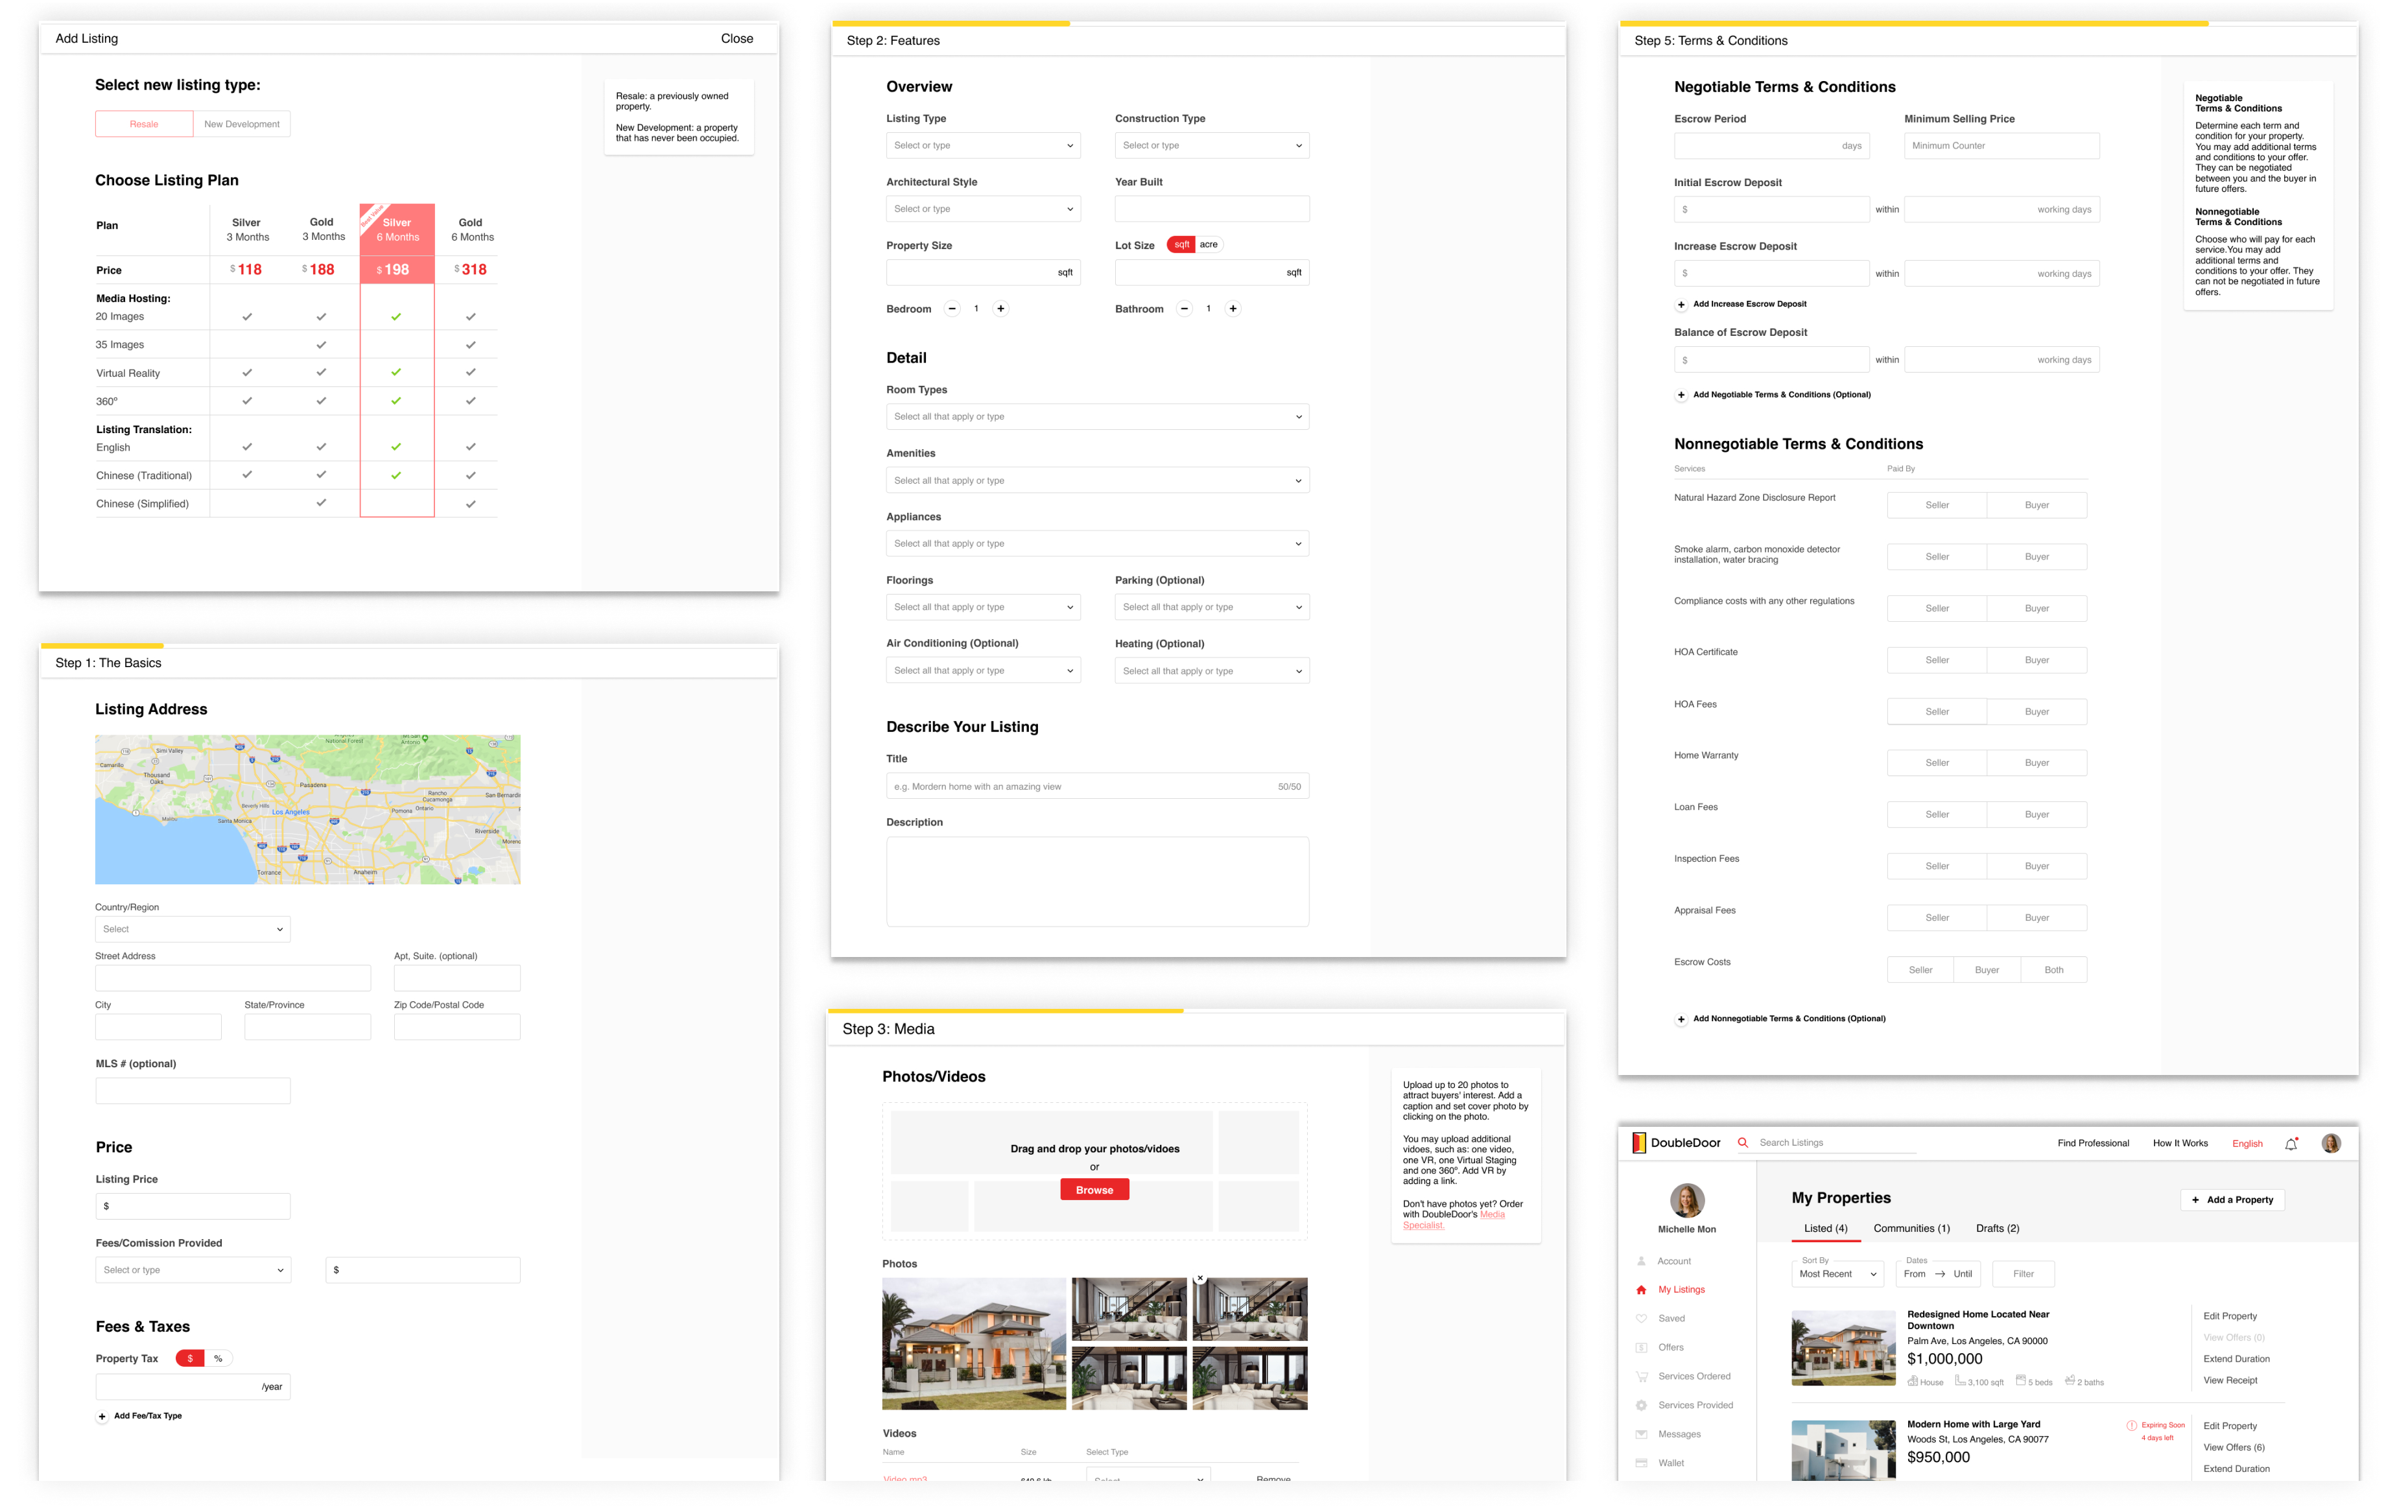 Add Listing Close
Select new listing type:
Resale New Development
Resale: a previously owned
property.
New Development: a property
that has never been occupied.
Choose Listing Plan
Plan Silver 3 Months Gold 3 Months Best Value Silver 6 Months Gold 6 Months
Price $ 118 $ 188 $ 198 $ 318
Media Hosting:
20 Images
35 Images
Virtual Reality
360°
Listing Translation:
English
Chinese (Traditional)
Chinese (Simplified)
Step 1: The Basics
Listing Address
Simi Valley
Camarillo
Thousand
Oaks
National Forest
Antonio
Pasadena
Rancho
Cucamonga
San Bernardi
Beverly Hills
Los Angeles
Pomona
Ontario
Malibu
Santa Monica
Riverside
Moreno
Torrance
Anaheim
Country/Region
Select
Street Address Apt, Suite. (optional)
City State/Province Zip Code/Postal Code
MLS # (optional)
Price
Listing Price
$
Fees/Comission Provided
Select or type $
Fees & Taxes
Property Tax $ %
/year
+ Add Fee/Tax Type
Step 2: Features
Overview
Listing Type Construction Type
Select or type Select or type
Architectural Style Year Built
Select or type
Property Size Lot Size sqft acre
sqft sqft
Bedroom − 1 + Bathroom − 1 +
Detail
Room Types
Select all that apply or type
Amenities
Select all that apply or type
Appliances
Select all that apply or type
Floorings Parking (Optional)
Select all that apply or type Select all that apply or type
Air Conditioning (Optional) Heating (Optional)
Select all that apply or type Select all that apply or type
Describe Your Listing
Title
e.g. Mordern home with an amazing view 50/50
Description
Step 3: Media
Photos/Videos
Drag and drop your photos/vidoes
or
Browse
Upload up to 20 photos to
attract buyers' interest. Add a
caption and set cover photo by
clicking on the photo.
You may upload additional
vidoes, such as: one video,
one VR, one Virtual Staging
and one 360°. Add VR by
adding a link.
Don't have photos yet? Order
with DoubleDoor's Media
Specialist.
Photos
Videos
Name Size Select Type
Video.mp3 Select Remove
Step 5: Terms & Conditions
Negotiable Terms & Conditions
Escrow Period Minimum Selling Price
days Minimum Counter
Initial Escrow Deposit
$ within working days
Increase Escrow Deposit
$ within working days
+ Add Increase Escrow Deposit
Balance of Escrow Deposit
$ within working days
+ Add Negotiable Terms & Conditions (Optional)
Negotiable
Terms & Conditions
Determine each term and
condition for your property.
You may add additional terms
and conditions to your offer.
They can be negotiated
between you and the buyer in
future offers.
Nonnegotiable
Terms & Conditions
Choose who will pay for each
service.You may add
additional terms and
conditions to your offer. They
can not be negotiated in future
offers.
Nonnegotiable Terms & Conditions
Services Paid By
Natural Hazard Zone Disclosure Report Seller Buyer
Smoke alarm, carbon monoxide detector
installation, water bracing Seller Buyer
Compliance costs with any other regulations Seller Buyer
HOA Certificate Seller Buyer
HOA Fees Seller Buyer
Home Warranty Seller Buyer
Loan Fees Seller Buyer
Inspection Fees Seller Buyer
Appraisal Fees Seller Buyer
Escrow Costs Seller Buyer Both
+ Add Nonnegotiable Terms & Conditions (Optional)
DoubleDoor Search Listings Find Professional How It Works English
Michelle Mon
Account
My Listings
Saved
Offers
Services Ordered
Services Provided
Messages
Wallet
My Properties + Add a Property
Listed (4) Communities (1) Drafts (2)
Sort By Dates
Most Recent From → Until Filter
Redesigned Home Located Near
Downtown
Palm Ave, Los Angeles, CA 90000
$1,000,000
House 3,100 sqft 5 beds 2 baths
Edit Property
View Offers (0)
Extend Duration
View Receipt
Modern Home with Large Yard
Woods St, Los Angeles, CA 90077
$950,000
Expiring Soon
4 days left
Edit Property
View Offers (6)
Extend Duration